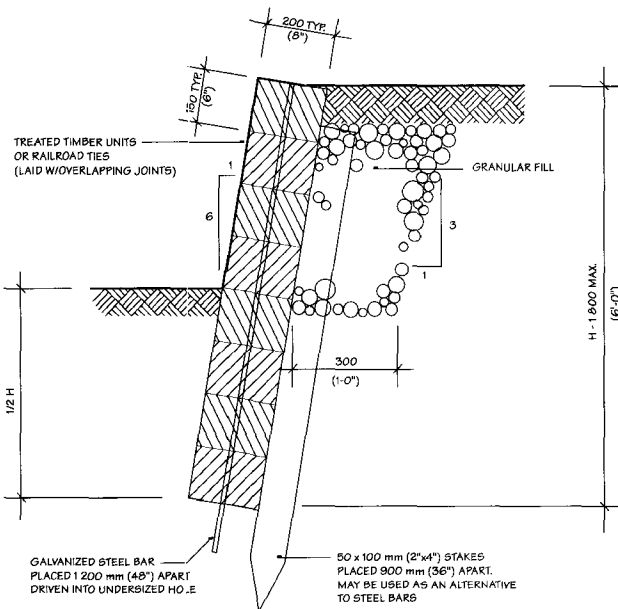 200 TYP.
(8")
150 TYP.
(6")
TREATED TIMBER UNITS
OR RAILROAD TIES
(LAID W/OVERLAPPING JOINTS)
1
6
GRANULAR FILL
3
1
H - 1 800 MAX.
(6'-0")
300
(1'-0")
1/2 H
GALVANIZED STEEL BAR
PLACED 1 200 mm (48") APART
DRIVEN INTO UNDERSIZED HOLE
50 x 100 mm (2"x4") STAKES
PLACED 900 mm (36") APART.
MAY BE USED AS AN ALTERNATIVE
TO STEEL BARS